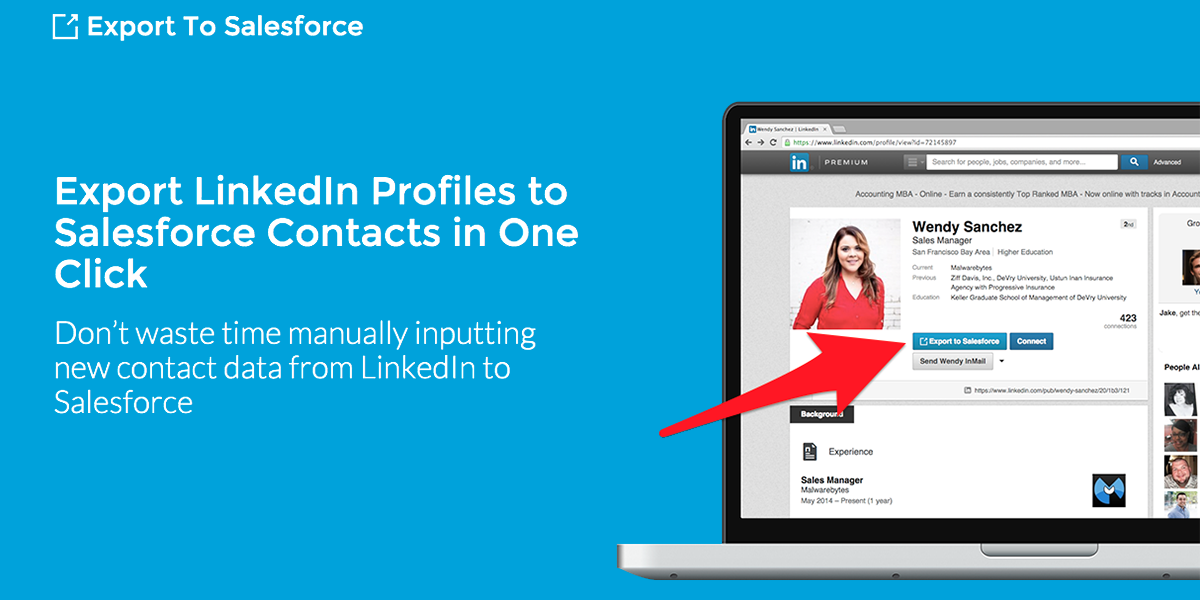 Export To Salesforce
Export LinkedIn Profiles to
Salesforce Contacts in One
Click
Don’t waste time manually inputting
new contact data from LinkedIn to
Salesforce
Wendy Sanchez | LinkedIn
https://www.linkedin.com/profile/view?id=72145897
in PREMIUM Search for people, jobs, companies, and more... Advanced
Accounting MBA - Online - Earn a consistently Top Ranked MBA - Now online with tracks in Account
Wendy Sanchez 2nd
Sales Manager
San Francisco Bay Area | Higher Education
Current Malwarebytes
Previous Ziff Davis, Inc., DeVry University, Ustun Inan Insurance
Agency with Progressive Insurance
Education Keller Graduate School of Management of DeVry University
423
connections
Export to Salesforce Connect
Send Wendy InMail
https://www.linkedin.com/pub/wendy-sanchez/20/1b3/121
Background
Experience
Sales Manager
Malwarebytes
May 2014 – Present (1 year)
Gro
Yo
Jake, get the
People Al